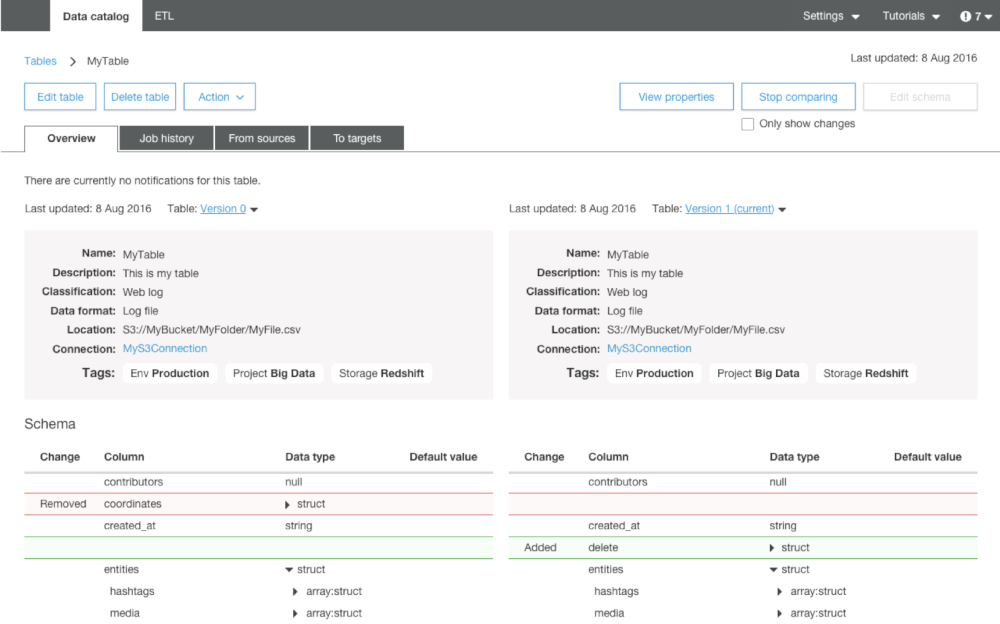 Data catalog ETL Settings Tutorials 7
Last updated: 8 Aug 2016
Tables MyTable
Edit table Delete table Action View properties Stop comparing Edit schema
Only show changes
Overview Job history From sources To targets
There are currently no notifications for this table.
Last updated: 8 Aug 2016 Table: Version 0 Last updated: 8 Aug 2016 Table: Version 1 (current)
Name: MyTable Name: MyTable
Description: This is my table Description: This is my table
Classification: Web log Classification: Web log
Data format: Log file Data format: Log file
Location: S3://MyBucket/MyFolder/MyFile.csv Location: S3://MyBucket/MyFolder/MyFile.csv
Connection: MyS3Connection Connection: MyS3Connection
Tags: Env Production Project Big Data Storage Redshift Tags: Env Production Project Big Data Storage Redshift
Schema
Change Column Data type Default value Change Column Data type Default value
contributors null contributors null
Removed coordinates struct
created_at string created_at string
Added delete struct
entities struct entities struct
hashtags array:struct hashtags array:struct
media array:struct media array:struct